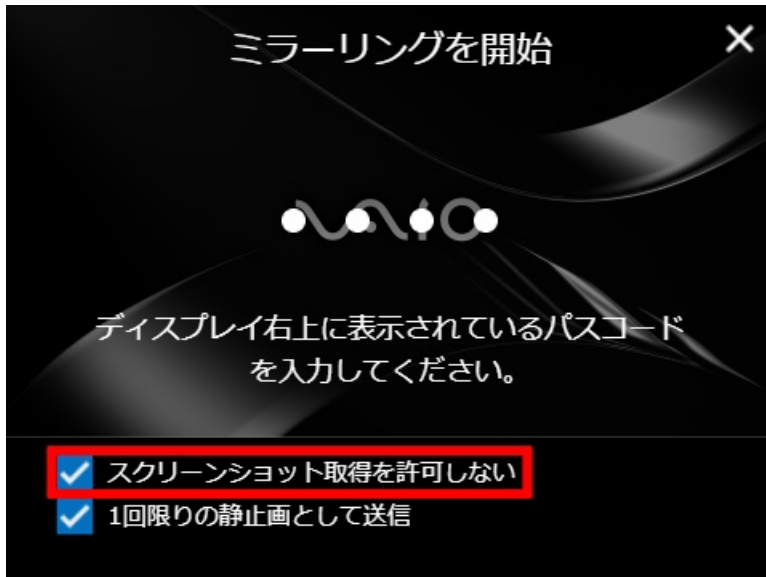 ミラーリングを開始
VAIO
ディスプレイ右上に表示されているパスコード
を入力してください。
スクリーンショット取得を許可しない
1回限りの静止画として送信